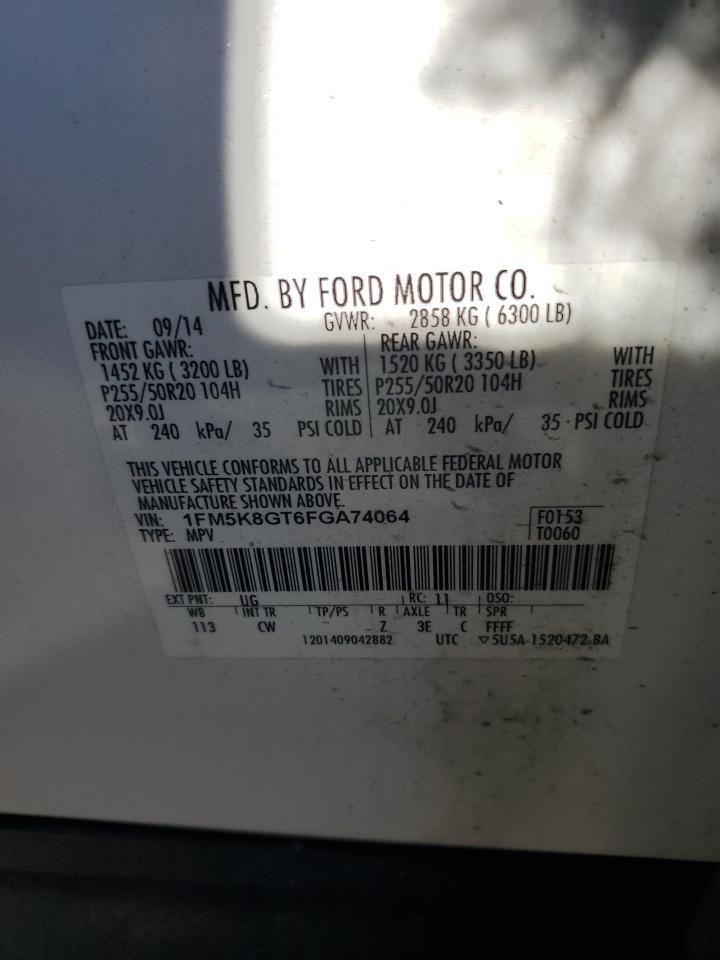 MFD. BY FORD MOTOR CO.
DATE: 09/14 GVWR: 2858 KG ( 6300 LB)
FRONT GAWR: REAR GAWR:
1452 KG ( 3200 LB) WITH 1520 KG ( 3350 LB) WITH
P255/50R20 104H TIRES P255/50R20 104H TIRES
20X9.0J RIMS 20X9.0J RIMS
AT 240 kPa/ 35 PSI COLD AT 240 kPa/ 35 PSI COLD
THIS VEHICLE CONFORMS TO ALL APPLICABLE FEDERAL MOTOR
VEHICLE SAFETY STANDARDS IN EFFECT ON THE DATE OF
MANUFACTURE SHOWN ABOVE.
VIN: 1FM5K8GT6FGA74064 F0153
TYPE: MPV T0060
EXT PNT: UG RC: 11 DSO:
WB INT TR TP/PS R AXLE TR SPR
113 CW Z 3E C FFFF
1201409042882 UTC ▽5U5A-1520472-BA